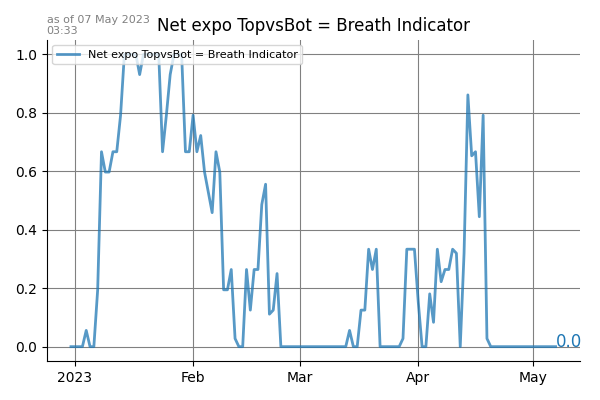 as of 07 May 2023
03:33
Net expo TopvsBot = Breath Indicator
Net expo TopvsBot = Breath Indicator
1.0
0.8
0.6
0.4
0.2
0.0
0.0
2023
Feb
Mar
Apr
May